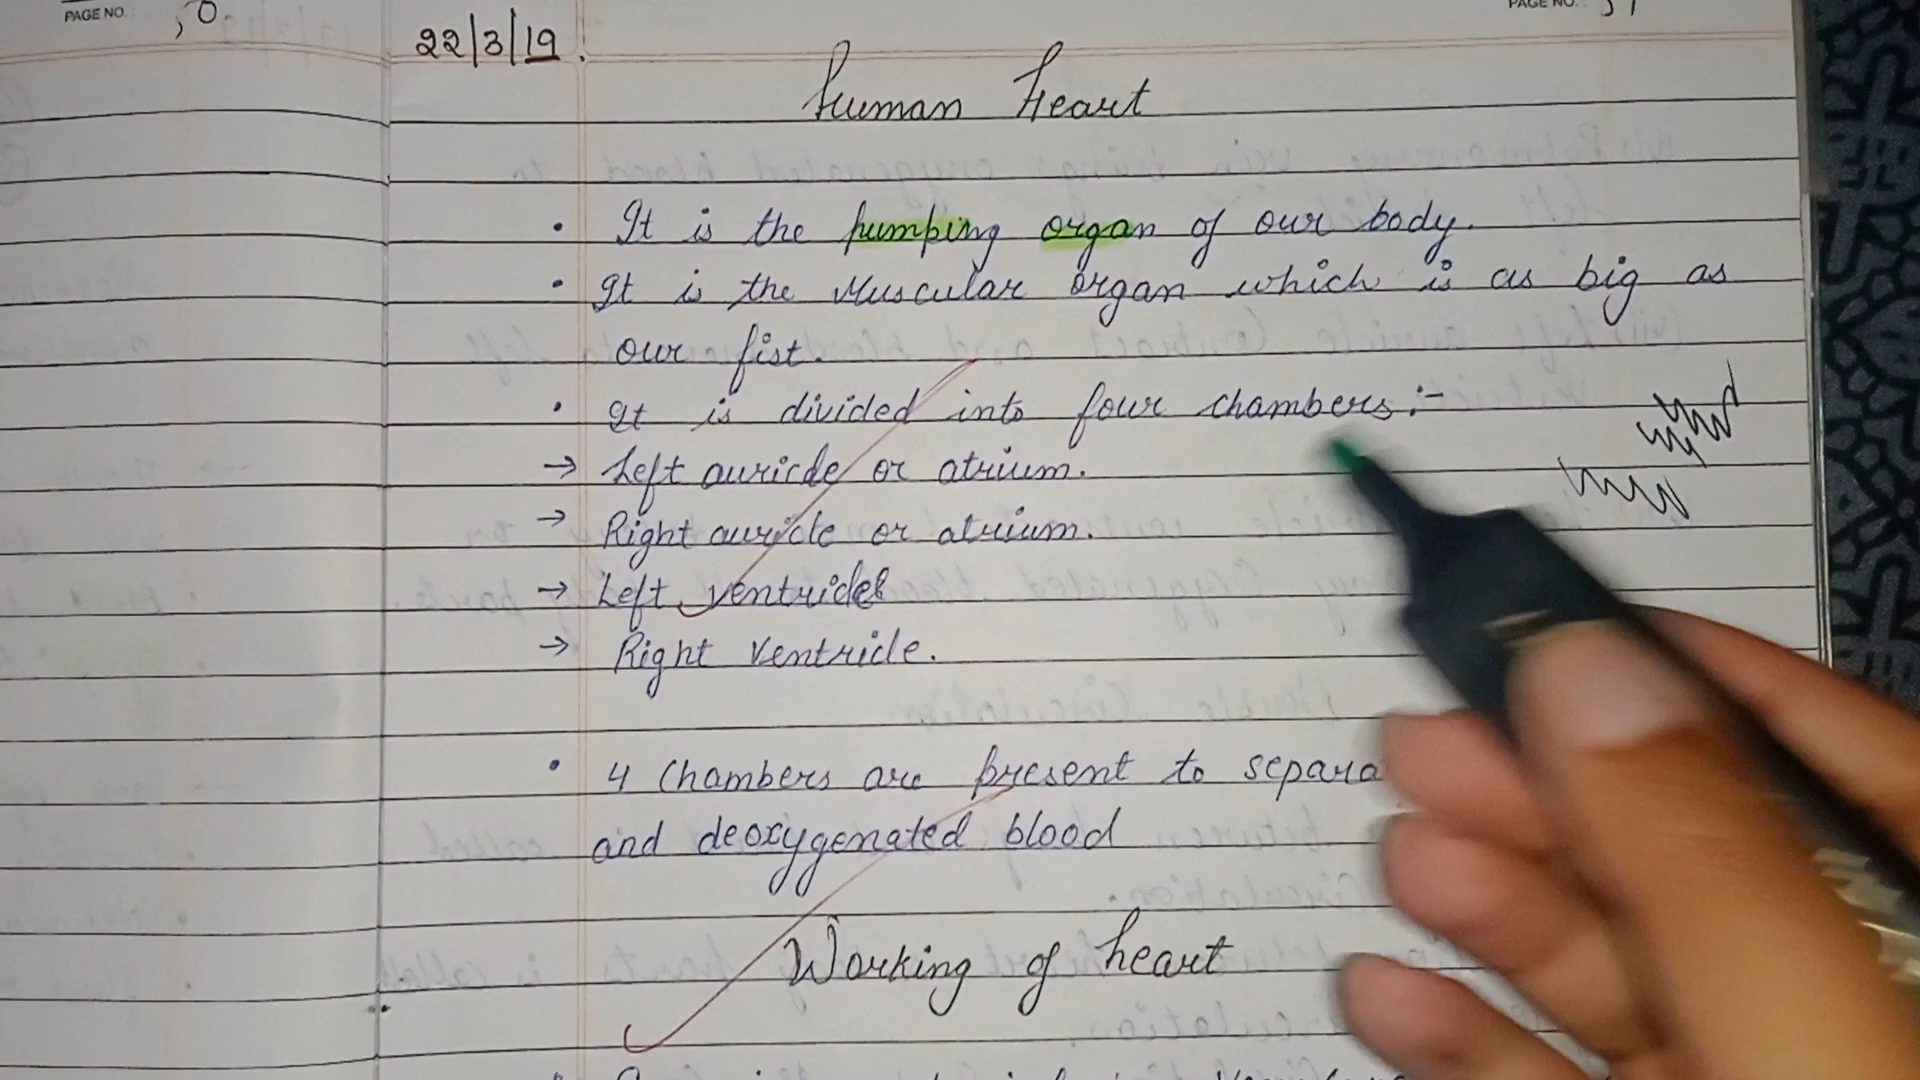 PAGE NO.
PAGE NO.
22/3/19.
Human Heart
• It is the pumping organ of our body.
• It is the Muscular organ which is as big as
our fist.
• It is divided into four chambers:-
→ Left auricle or atrium.
→ Right auricle or atrium.
→ Left ventricle
→ Right Ventricle.
• 4 Chambers are present to separa
and deoxygenated blood
Working of heart